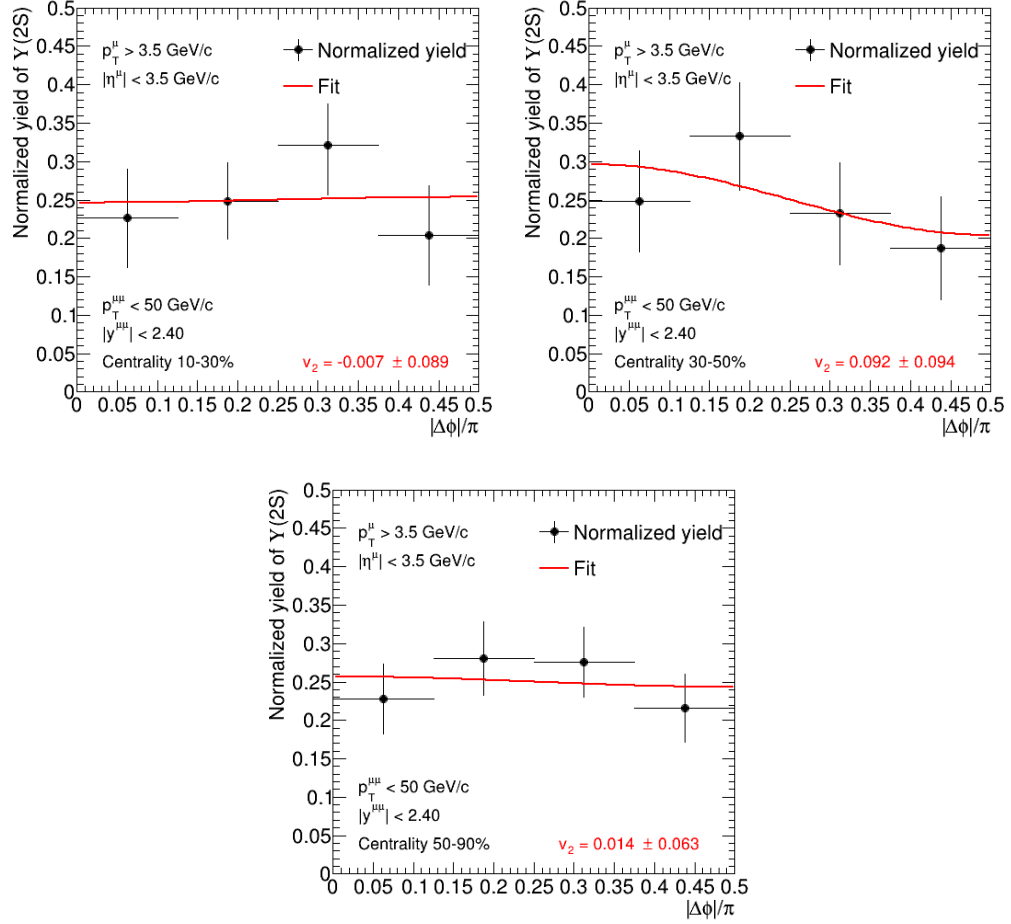 Normalized yield of ϒ(2S)
0.5
0.45
0.4
0.35
0.3
0.25
0.2
0.15
0.1
0.05
0
p_T^μ > 3.5 GeV/c
|η^μ| < 3.5 GeV/c
Normalized yield
Fit
p_T^μμ < 50 GeV/c
|y^μμ| < 2.40
Centrality 10-30%
v_2 = -0.007 ± 0.089
0 0.05 0.1 0.15 0.2 0.25 0.3 0.35 0.4 0.45 0.5
|Δϕ|/π
Normalized yield of ϒ(2S)
0.5
0.45
0.4
0.35
0.3
0.25
0.2
0.15
0.1
0.05
0
p_T^μ > 3.5 GeV/c
|η^μ| < 3.5 GeV/c
Normalized yield
Fit
p_T^μμ < 50 GeV/c
|y^μμ| < 2.40
Centrality 30-50%
v_2 = 0.092 ± 0.094
0 0.05 0.1 0.15 0.2 0.25 0.3 0.35 0.4 0.45 0.5
|Δϕ|/π
Normalized yield of ϒ(2S)
0.5
0.45
0.4
0.35
0.3
0.25
0.2
0.15
0.1
0.05
0
p_T^μ > 3.5 GeV/c
|η^μ| < 3.5 GeV/c
Normalized yield
Fit
p_T^μμ < 50 GeV/c
|y^μμ| < 2.40
Centrality 50-90%
v_2 = 0.014 ± 0.063
0 0.05 0.1 0.15 0.2 0.25 0.3 0.35 0.4 0.45 0.5
|Δϕ|/π